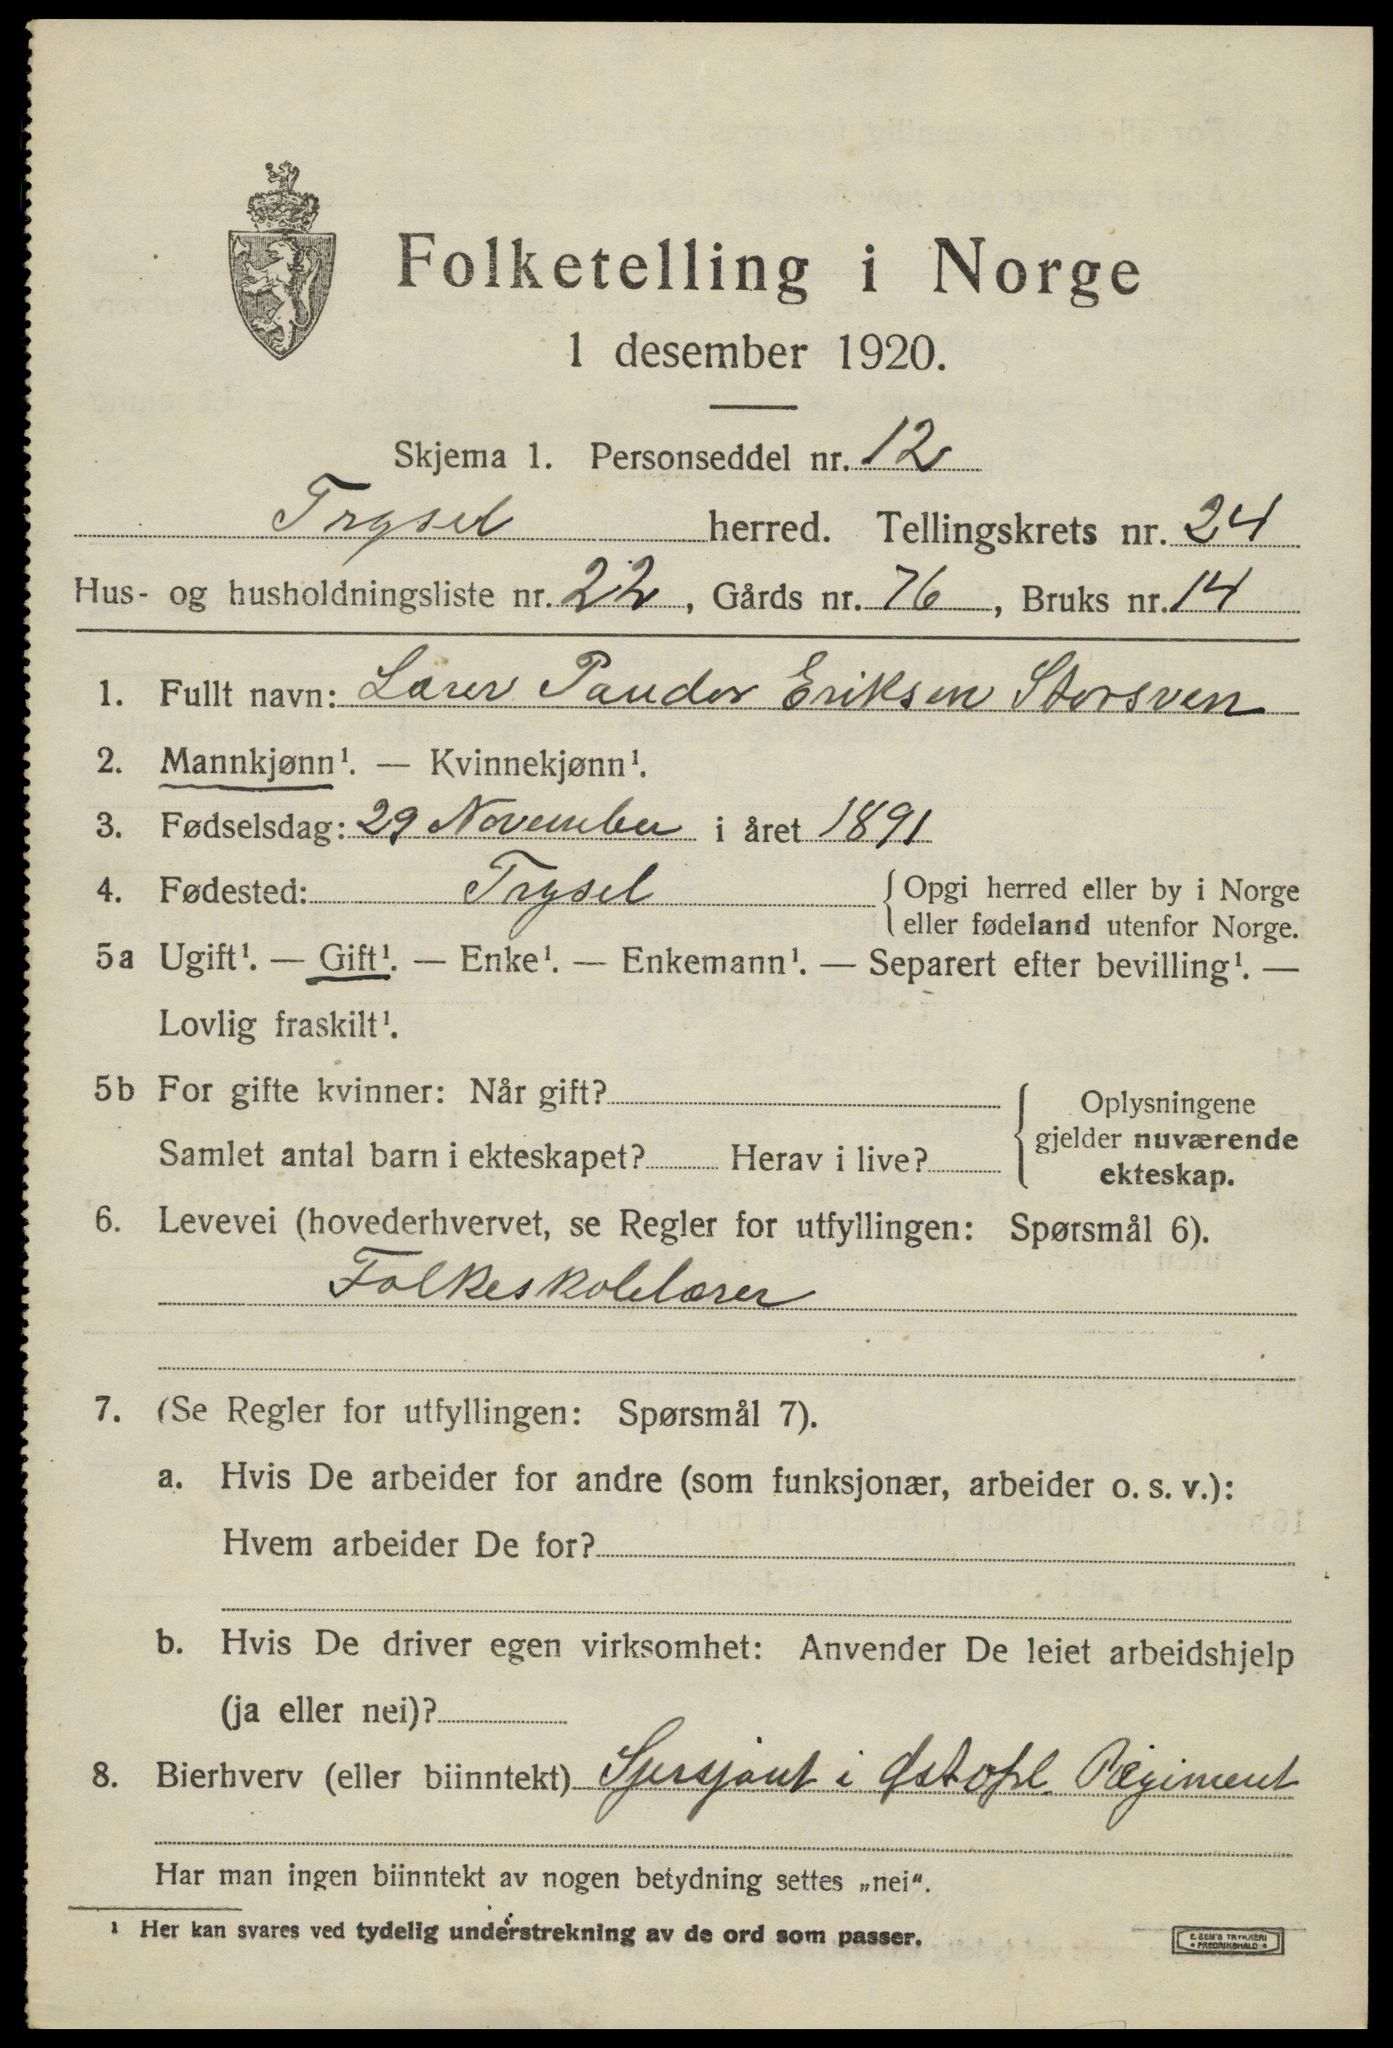 Folketelling i Norge
1 desember 1920.
Skjema 1. Personseddel nr. 12
Trysil herred. Tellingskrets nr. 24
Hus- og husholdningsliste nr. 22, Gårds nr. 76, Bruks nr. 14
1. Fullt navn: Lærer Pauder Eriksen Storsven
2. Mannkjønn¹. — Kvinnekjønn¹.
3. Fødselsdag: 29 November i året 1891
4. Fødested: Trysil {Opgi herred eller by i Norge
eller fødeland utenfor Norge.
5a Ugift¹. — Gift¹. — Enke¹. — Enkemann¹. — Separert efter bevilling¹. —
Lovlig fraskilt¹.
5b For gifte kvinner: Når gift?
Samlet antal barn i ekteskapet? Herav i live?
Oplysningene
gjelder nuværende
ekteskap.
6. Levevei (hovederhvervet, se Regler for utfyllingen: Spørsmål 6).
Folkeskolelærer
7. (Se Regler for utfyllingen: Spørsmål 7).
a. Hvis De arbeider for andre (som funksjonær, arbeider o. s. v.):
Hvem arbeider De for?
b. Hvis De driver egen virksomhet: Anvender De leiet arbeidshjelp
(ja eller nei)?
8. Bierhverv (eller biinntekt) Sjersjant i Østopl. Regiment
Har man ingen biinntekt av nogen betydning settes „nei“.
¹ Her kan svares ved tydelig understrekning av de ord som passer.
E. SEM'S TRYKKERI
• FREDRIKSHALD •